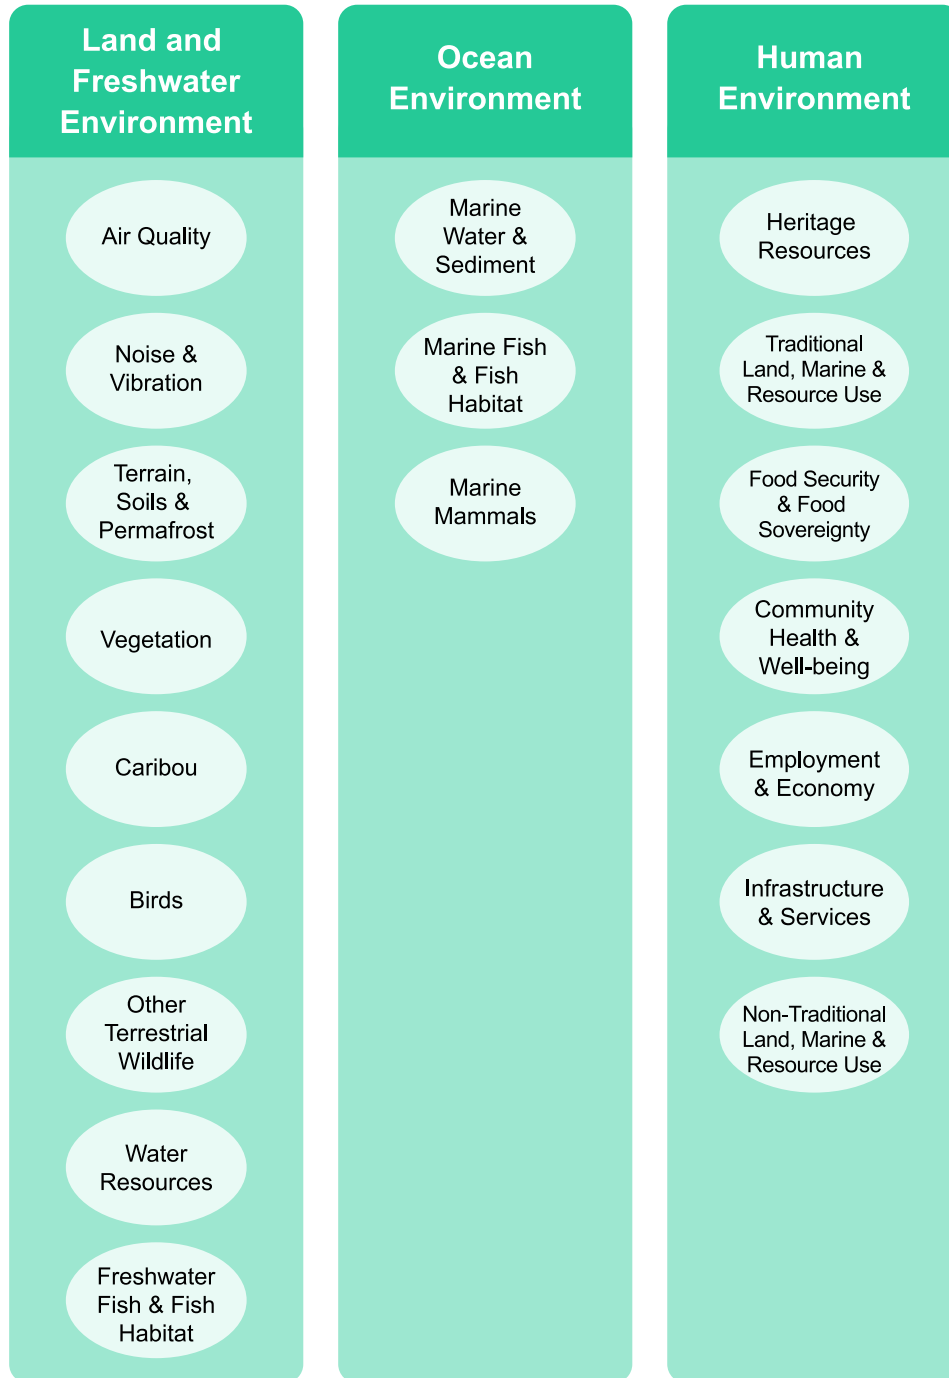 Land and
Freshwater
Environment
Air Quality
Noise &
Vibration
Terrain,
Soils &
Permafrost
Vegetation
Caribou
Birds
Other
Terrestrial
Wildlife
Water
Resources
Freshwater
Fish & Fish
Habitat
Ocean
Environment
Marine
Water &
Sediment
Marine Fish
& Fish
Habitat
Marine
Mammals
Human
Environment
Heritage
Resources
Traditional
Land, Marine &
Resource Use
Food Security
& Food
Sovereignty
Community
Health &
Well-being
Employment
& Economy
Infrastructure
& Services
Non-Traditional
Land, Marine &
Resource Use